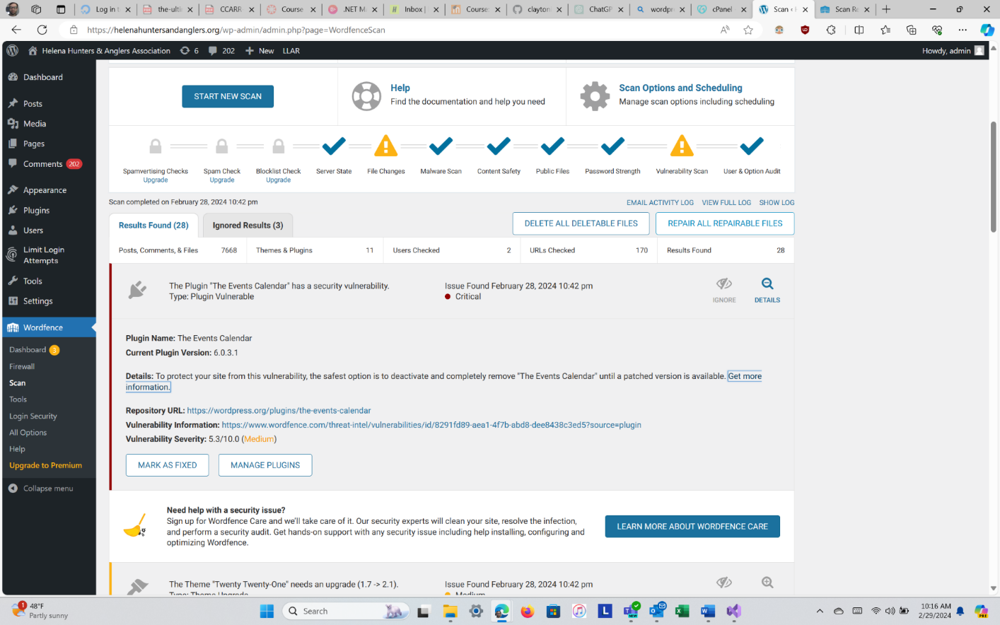 Log in t
the-ulti
CCARR
Course
.NET M
Inbox |
Course:
clayton
ChatGP
wordpr
cPanel
Scan ‹
Scan Re
https://helenahuntersandanglers.org/wp-admin/admin.php?page=WordfenceScan
Helena Hunters & Anglers Association
6
202
New
LLAR
Howdy, admin
Dashboard
Posts
Media
Pages
Comments 202
Appearance
Plugins
Users
Limit Login
Attempts
Tools
Settings
Wordfence
Dashboard 3
Firewall
Scan
Tools
Login Security
All Options
Help
Upgrade to Premium
Collapse menu
START NEW SCAN
Help
Find the documentation and help you need
Scan Options and Scheduling
Manage scan options including scheduling
Spamvertising Checks
Upgrade
Spam Check
Upgrade
Blocklist Check
Upgrade
Server State
File Changes
Malware Scan
Content Safety
Public Files
Password Strength
Vulnerability Scan
User & Option Audit
Scan completed on February 28, 2024 10:42 pm
EMAIL ACTIVITY LOG
VIEW FULL LOG
SHOW LOG
Results Found (28)
Ignored Results (3)
DELETE ALL DELETABLE FILES
REPAIR ALL REPAIRABLE FILES
Posts, Comments, & Files 7668
Themes & Plugins 11
Users Checked 2
URLs Checked 170
Results Found 28
The Plugin "The Events Calendar" has a security vulnerability.
Type: Plugin Vulnerable
Issue Found February 28, 2024 10:42 pm
Critical
IGNORE
DETAILS
Plugin Name: The Events Calendar
Current Plugin Version: 6.0.3.1
Details: To protect your site from this vulnerability, the safest option is to deactivate and completely remove "The Events Calendar" until a patched version is available. Get more
information.
Repository URL: https://wordpress.org/plugins/the-events-calendar
Vulnerability Information: https://www.wordfence.com/threat-intel/vulnerabilities/id/8291fd89-aea1-4f7b-abd8-dee8438c3ed5?source=plugin
Vulnerability Severity: 5.3/10.0 (Medium)
MARK AS FIXED
MANAGE PLUGINS
Need help with a security issue?
Sign up for Wordfence Care and we'll take care of it. Our security experts will clean your site, resolve the infection,
and perform a security audit. Get hands-on support with any security issue including help installing, configuring and
optimizing Wordfence.
LEARN MORE ABOUT WORDFENCE CARE
The Theme "Twenty Twenty-One" needs an upgrade (1.7 -> 2.1).
Type: Theme Upgrade
Issue Found February 28, 2024 10:42 pm
Medium
1
48°F
Partly sunny
Search
10:16 AM
2/29/2024